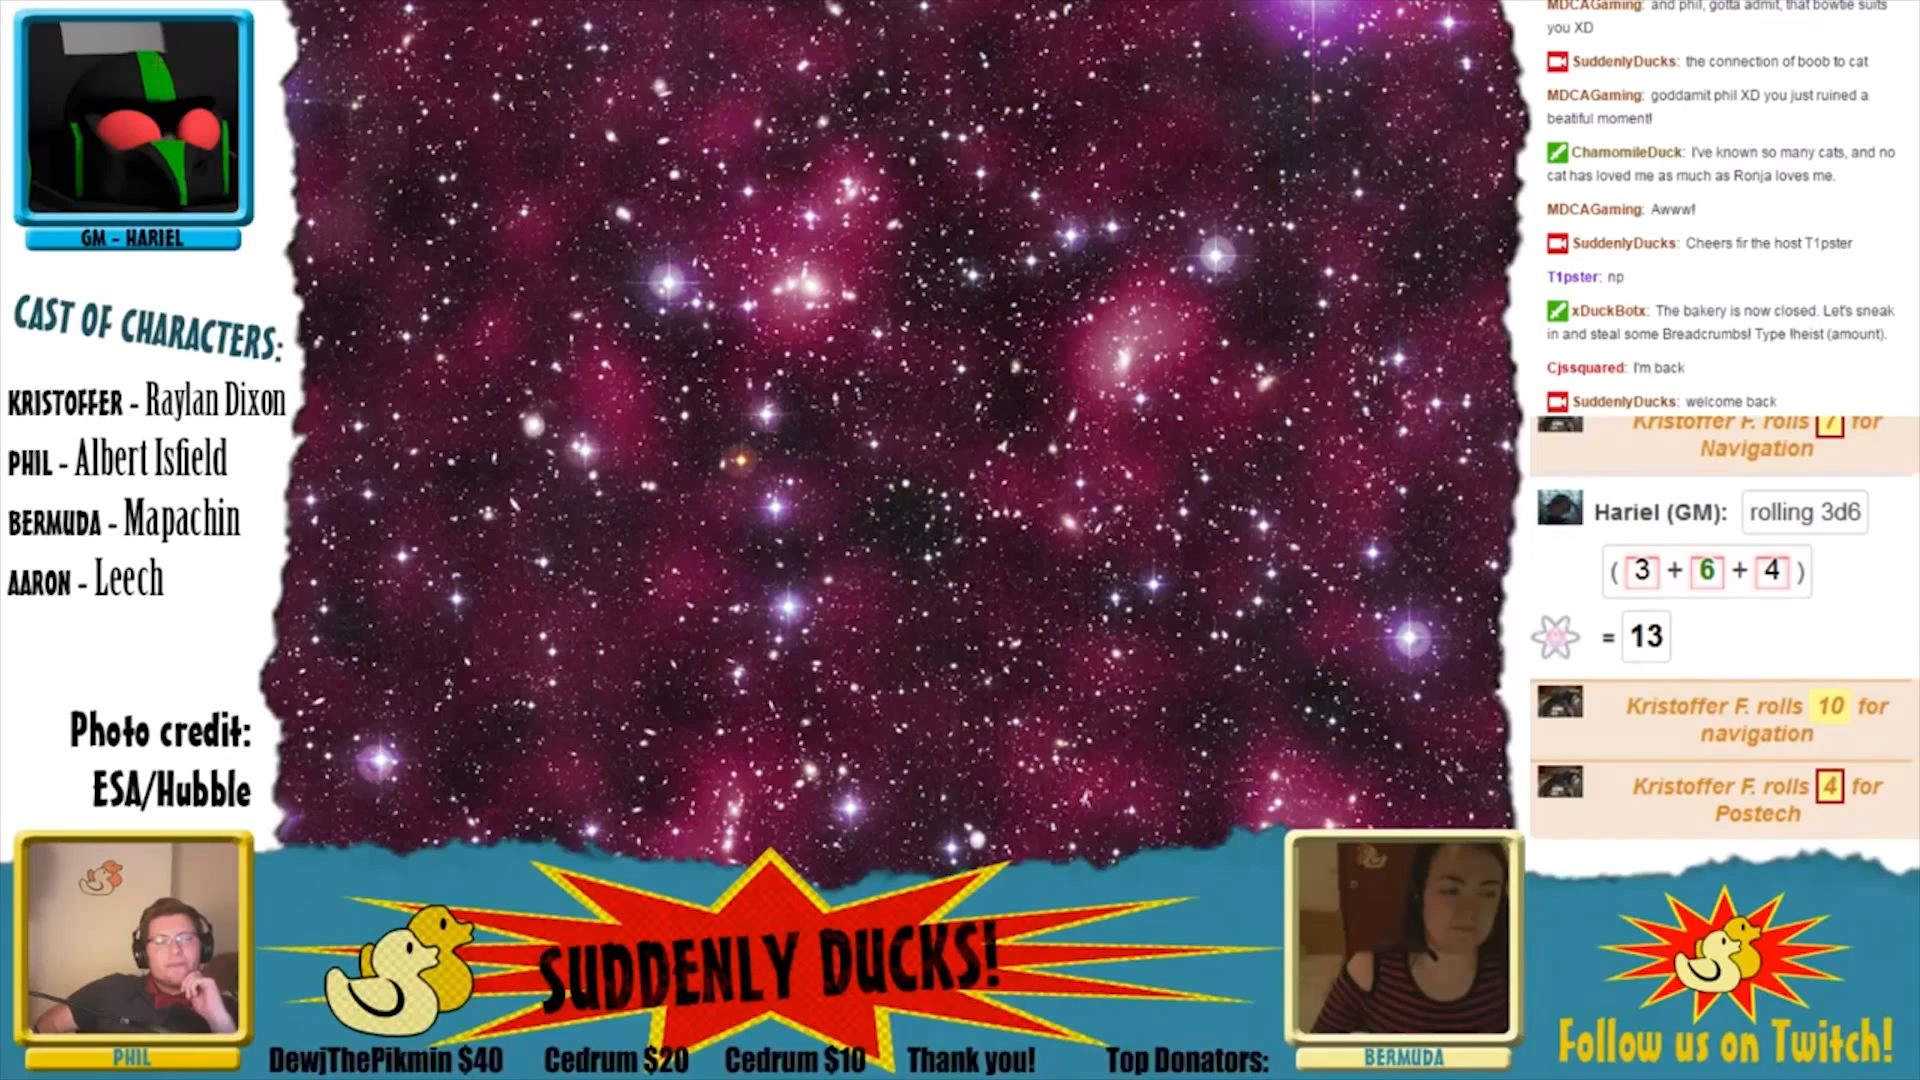 GM - HARIEL
CAST OF CHARACTERS:
KRISTOFFER - Raylan Dixon
PHIL - Albert Isfield
BERMUDA - Mapachin
AARON - Leech
Photo credit:
ESA/Hubble
PHIL
SUDDENLY DUCKS!
DewjThePikmin $40 Cedrum $20 Cedrum $10 Thank you! Top Donators:
BERMUDA
MDCAGaming: and phil, gotta admit, that bowtie suits
you XD
SuddenlyDucks: the connection of boob to cat
MDCAGaming: goddamit phil XD you just ruined a
beatiful moment!
ChamomileDuck: I've known so many cats, and no
cat has loved me as much as Ronja loves me.
MDCAGaming: Awww!
SuddenlyDucks: Cheers fir the host T1pster
T1pster: np
xDuckBotx: The bakery is now closed. Let's sneak
in and steal some Breadcrumbs! Type !heist (amount).
Cjssquared: I'm back
SuddenlyDucks: welcome back
Kristoffer F. rolls 7 for
Navigation
Hariel (GM): rolling 3d6
( 3 + 6 + 4 )
= 13
Kristoffer F. rolls 10 for
navigation
Kristoffer F. rolls 4 for
Postech
Follow us on Twitch!